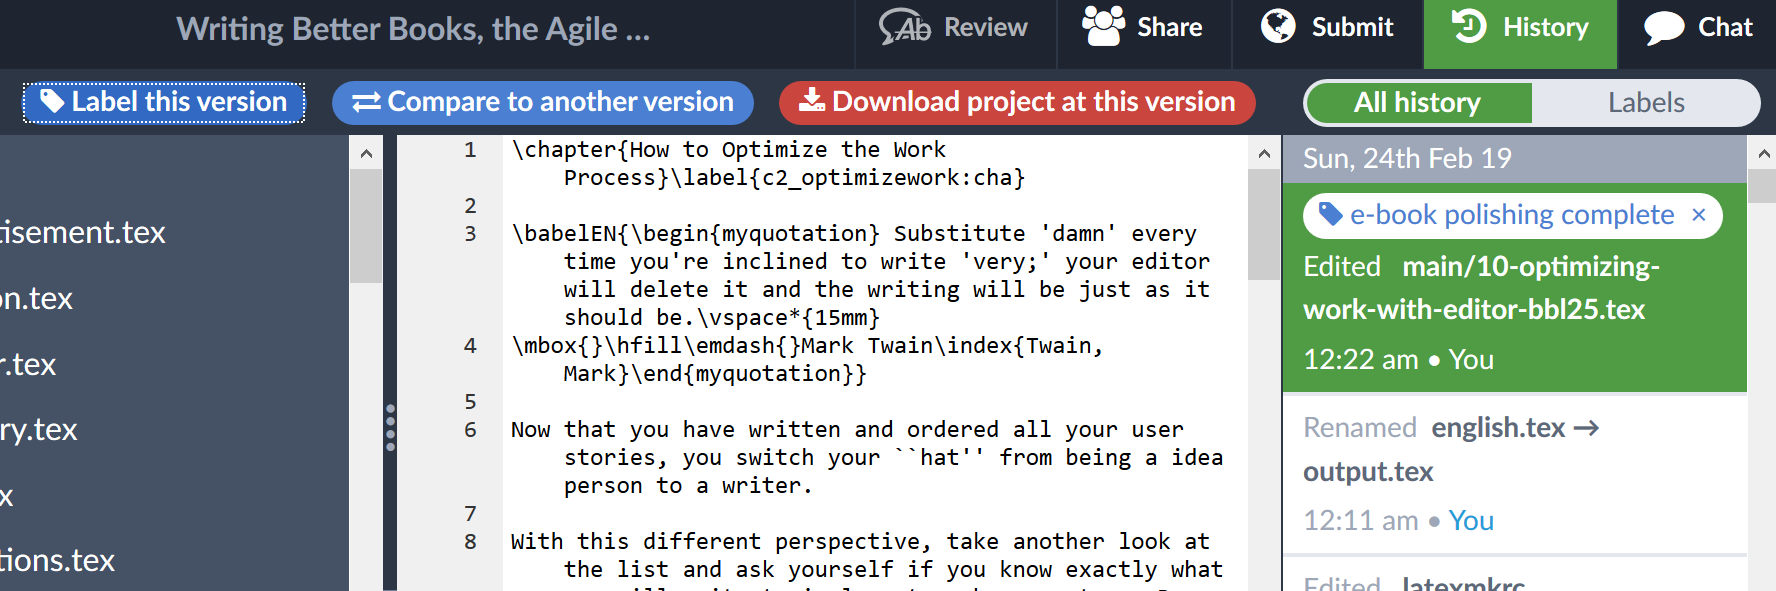 Writing Better Books, the Agile ...
Review
Share
Submit
History
Chat
Label this version
Compare to another version
Download project at this version
All history
Labels
tisement.tex
on.tex
r.tex
ry.tex
x
tions.tex
1 \chapter{How to Optimize the Work
Process}\label{c2_optimizework:cha}
2
3 \babelEN{\begin{myquotation} Substitute 'damn' every
time you're inclined to write 'very;' your editor
will delete it and the writing will be just as it
should be.\vspace*{15mm}
4 \mbox{}\hfill\emdash{}Mark Twain\index{Twain,
Mark}\end{myquotation}}
5
6 Now that you have written and ordered all your user
stories, you switch your ``hat'' from being a idea
person to a writer.
7
8 With this different perspective, take another look at
the list and ask yourself if you know exactly what
Sun, 24th Feb 19
e-book polishing complete ×
Edited main/10-optimizing-
work-with-editor-bbl25.tex
12:22 am • You
Renamed english.tex →
output.tex
12:11 am • You
Edited latexmkrc